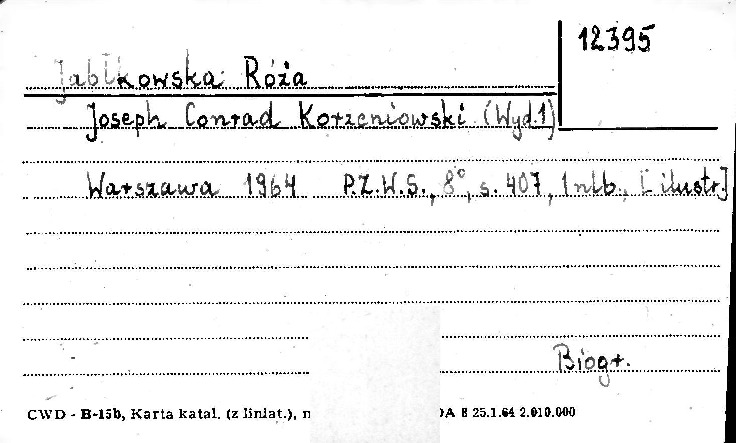 12395
Jabłkowska Róża
Joseph Conrad Korzeniowski (Wyd.1)
Warszawa 1964 P.Z.W.S., 8°, s. 407, 1 nlb., [ilustr.]
Biogr.
CWD - B-15b, Karta katal. (z liniat.), n DA E 25.1.64 2.010.000